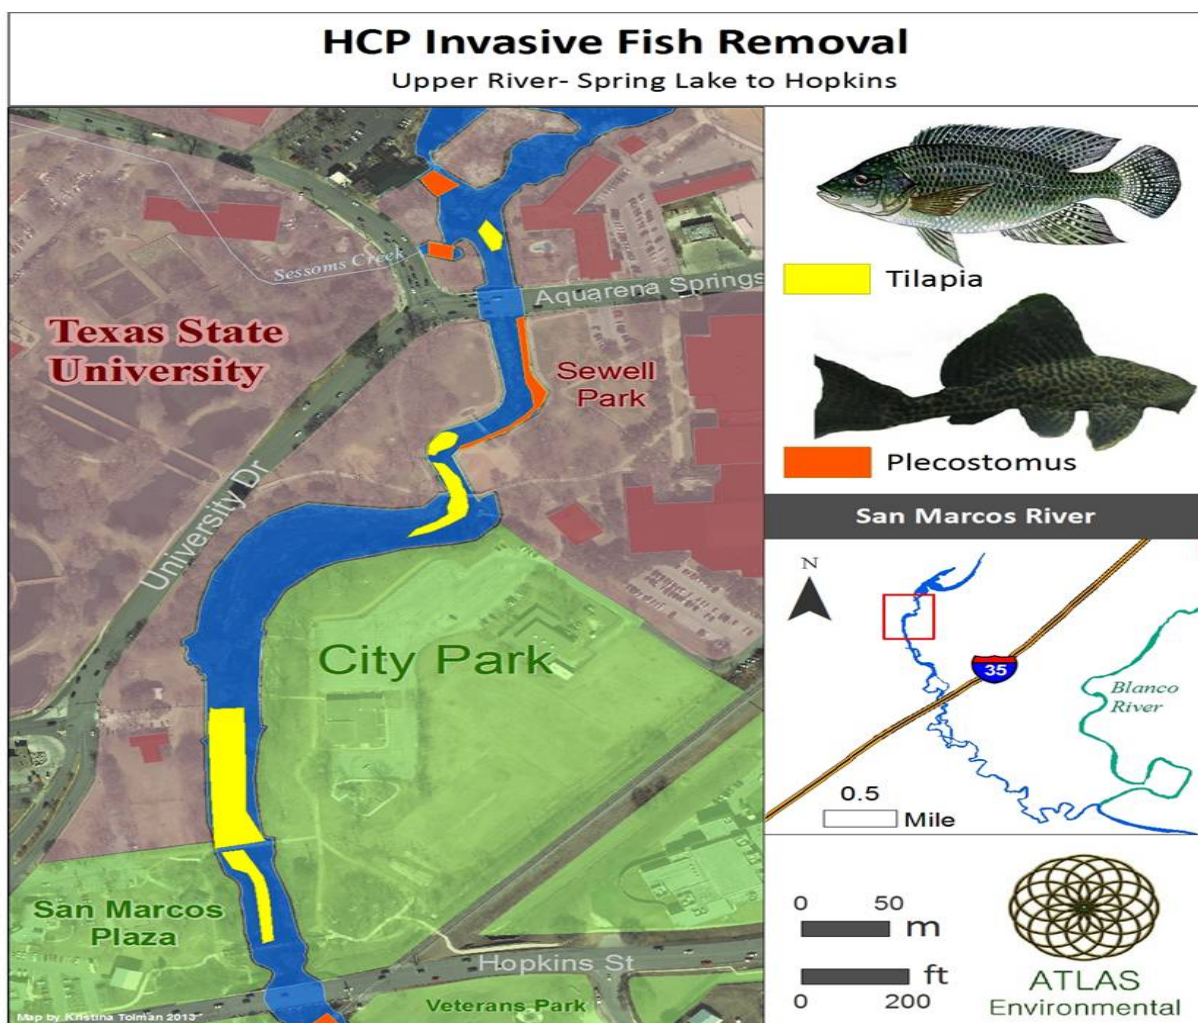 HCP Invasive Fish Removal
Upper River- Spring Lake to Hopkins
Sessoms Creek
Aquarena Springs
Texas State
University
Sewell
Park
University Dr
City Park
San Marcos
Plaza
Hopkins St
Veterans Park
Map by Kristina Tolman 2013
Tilapia
Plecostomus
San Marcos River
N
35
Blanco
River
0.5
Mile
0 50
m
ft
0 200
ATLAS
Environmental